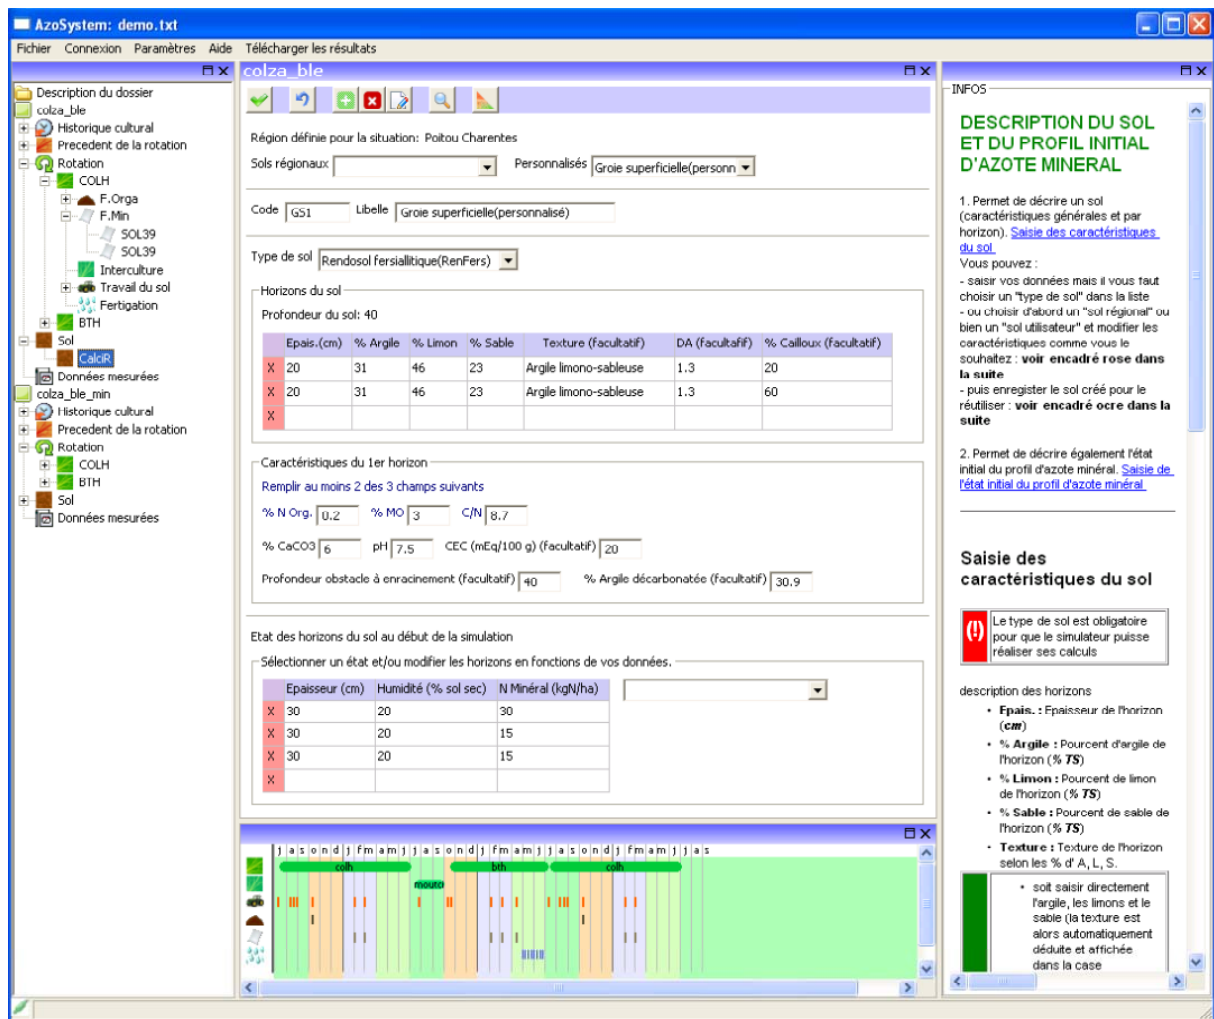 AzoSystem: demo.txt
Fichier Connexion Paramètres Aide Télécharger les résultats
Description du dossier
colza_ble
Historique cultural
Precedent de la rotation
Rotation
COLH
F.Orga
F.Min
SOL39
SOL39
Interculture
Travail du sol
Fertigation
BTH
Sol
CalciR
Données mesurées
colza_ble_min
Historique cultural
Precedent de la rotation
Rotation
COLH
BTH
Sol
Données mesurées
colza_ble
Région définie pour la situation: Poitou Charentes
Sols régionaux Personnalisés Groie superficielle(personn
Code GS1 Libelle Groie superficielle(personnalisé)
Type de sol Rendosol fersiallitique(RenFers)
Horizons du sol
Profondeur du sol: 40
Epais.(cm) % Argile % Limon % Sable Texture (facultatif) DA (facultafif) % Cailloux (facultatif)
X 20 31 46 23 Argile limono-sableuse 1.3 20
X 20 31 46 23 Argile limono-sableuse 1.3 60
X
Caractéristiques du 1er horizon
Remplir au moins 2 des 3 champs suivants
% N Org. 0.2 % MO 3 C/N 8.7
% CaCO3 6 pH 7.5 CEC (mEq/100 g) (facultatif) 20
Profondeur obstacle à enracinement (facultatif) 40 % Argile décarbonatée (facultatif) 30.9
Etat des horizons du sol au début de la simulation
Sélectionner un état et/ou modifier les horizons en fonctions de vos données.
Epaisseur (cm) Humidité (% sol sec) N Minéral (kgN/ha)
X 30 20 30
X 30 20 15
X 30 20 15
X
j a s o n d j f m a m j j a s o n d j f m a m j j a s o n d j f m a m j j a s
colh bth colh
moutc
INFOS
DESCRIPTION DU SOL
ET DU PROFIL INITIAL
D'AZOTE MINERAL
1. Permet de décrire un sol
(caractéristiques générales et par
horizon). Saisie des caractéristiques
du sol
Vous pouvez :
- saisir vos données mais il vous faut
choisir un "type de sol" dans la liste
- ou choisir d'abord un "sol régional" ou
bien un "sol utilisateur" et modifier les
caractéristiques comme vous le
souhaitez : voir encadré rose dans
la suite
- puis enregister le sol créé pour le
réutiliser : voir encadré ocre dans la
suite
2. Permet de décrire également l'état
initial du profil d'azote minéral. Saisie de
l'état initial du profil d'azote minéral
Saisie des
caractéristiques du sol
(!) Le type de sol est obligatoire
pour que le simulateur puisse
réaliser ses calculs
description des horizons
• Epais. : Epaisseur de l'horizon
(cm)
• % Argile : Pourcent d'argile de
l'horizon (% TS)
• % Limon : Pourcent de limon
de l'horizon (% TS)
• % Sable : Pourcent de sable de
l'horizon (% TS)
• Texture : Texture de l'horizon
selon les % d' A, L, S.
• soit saisir directement
l'argile, les limons et le
sable (la texture est
alors automatiquement
déduite et affichée
dans la case